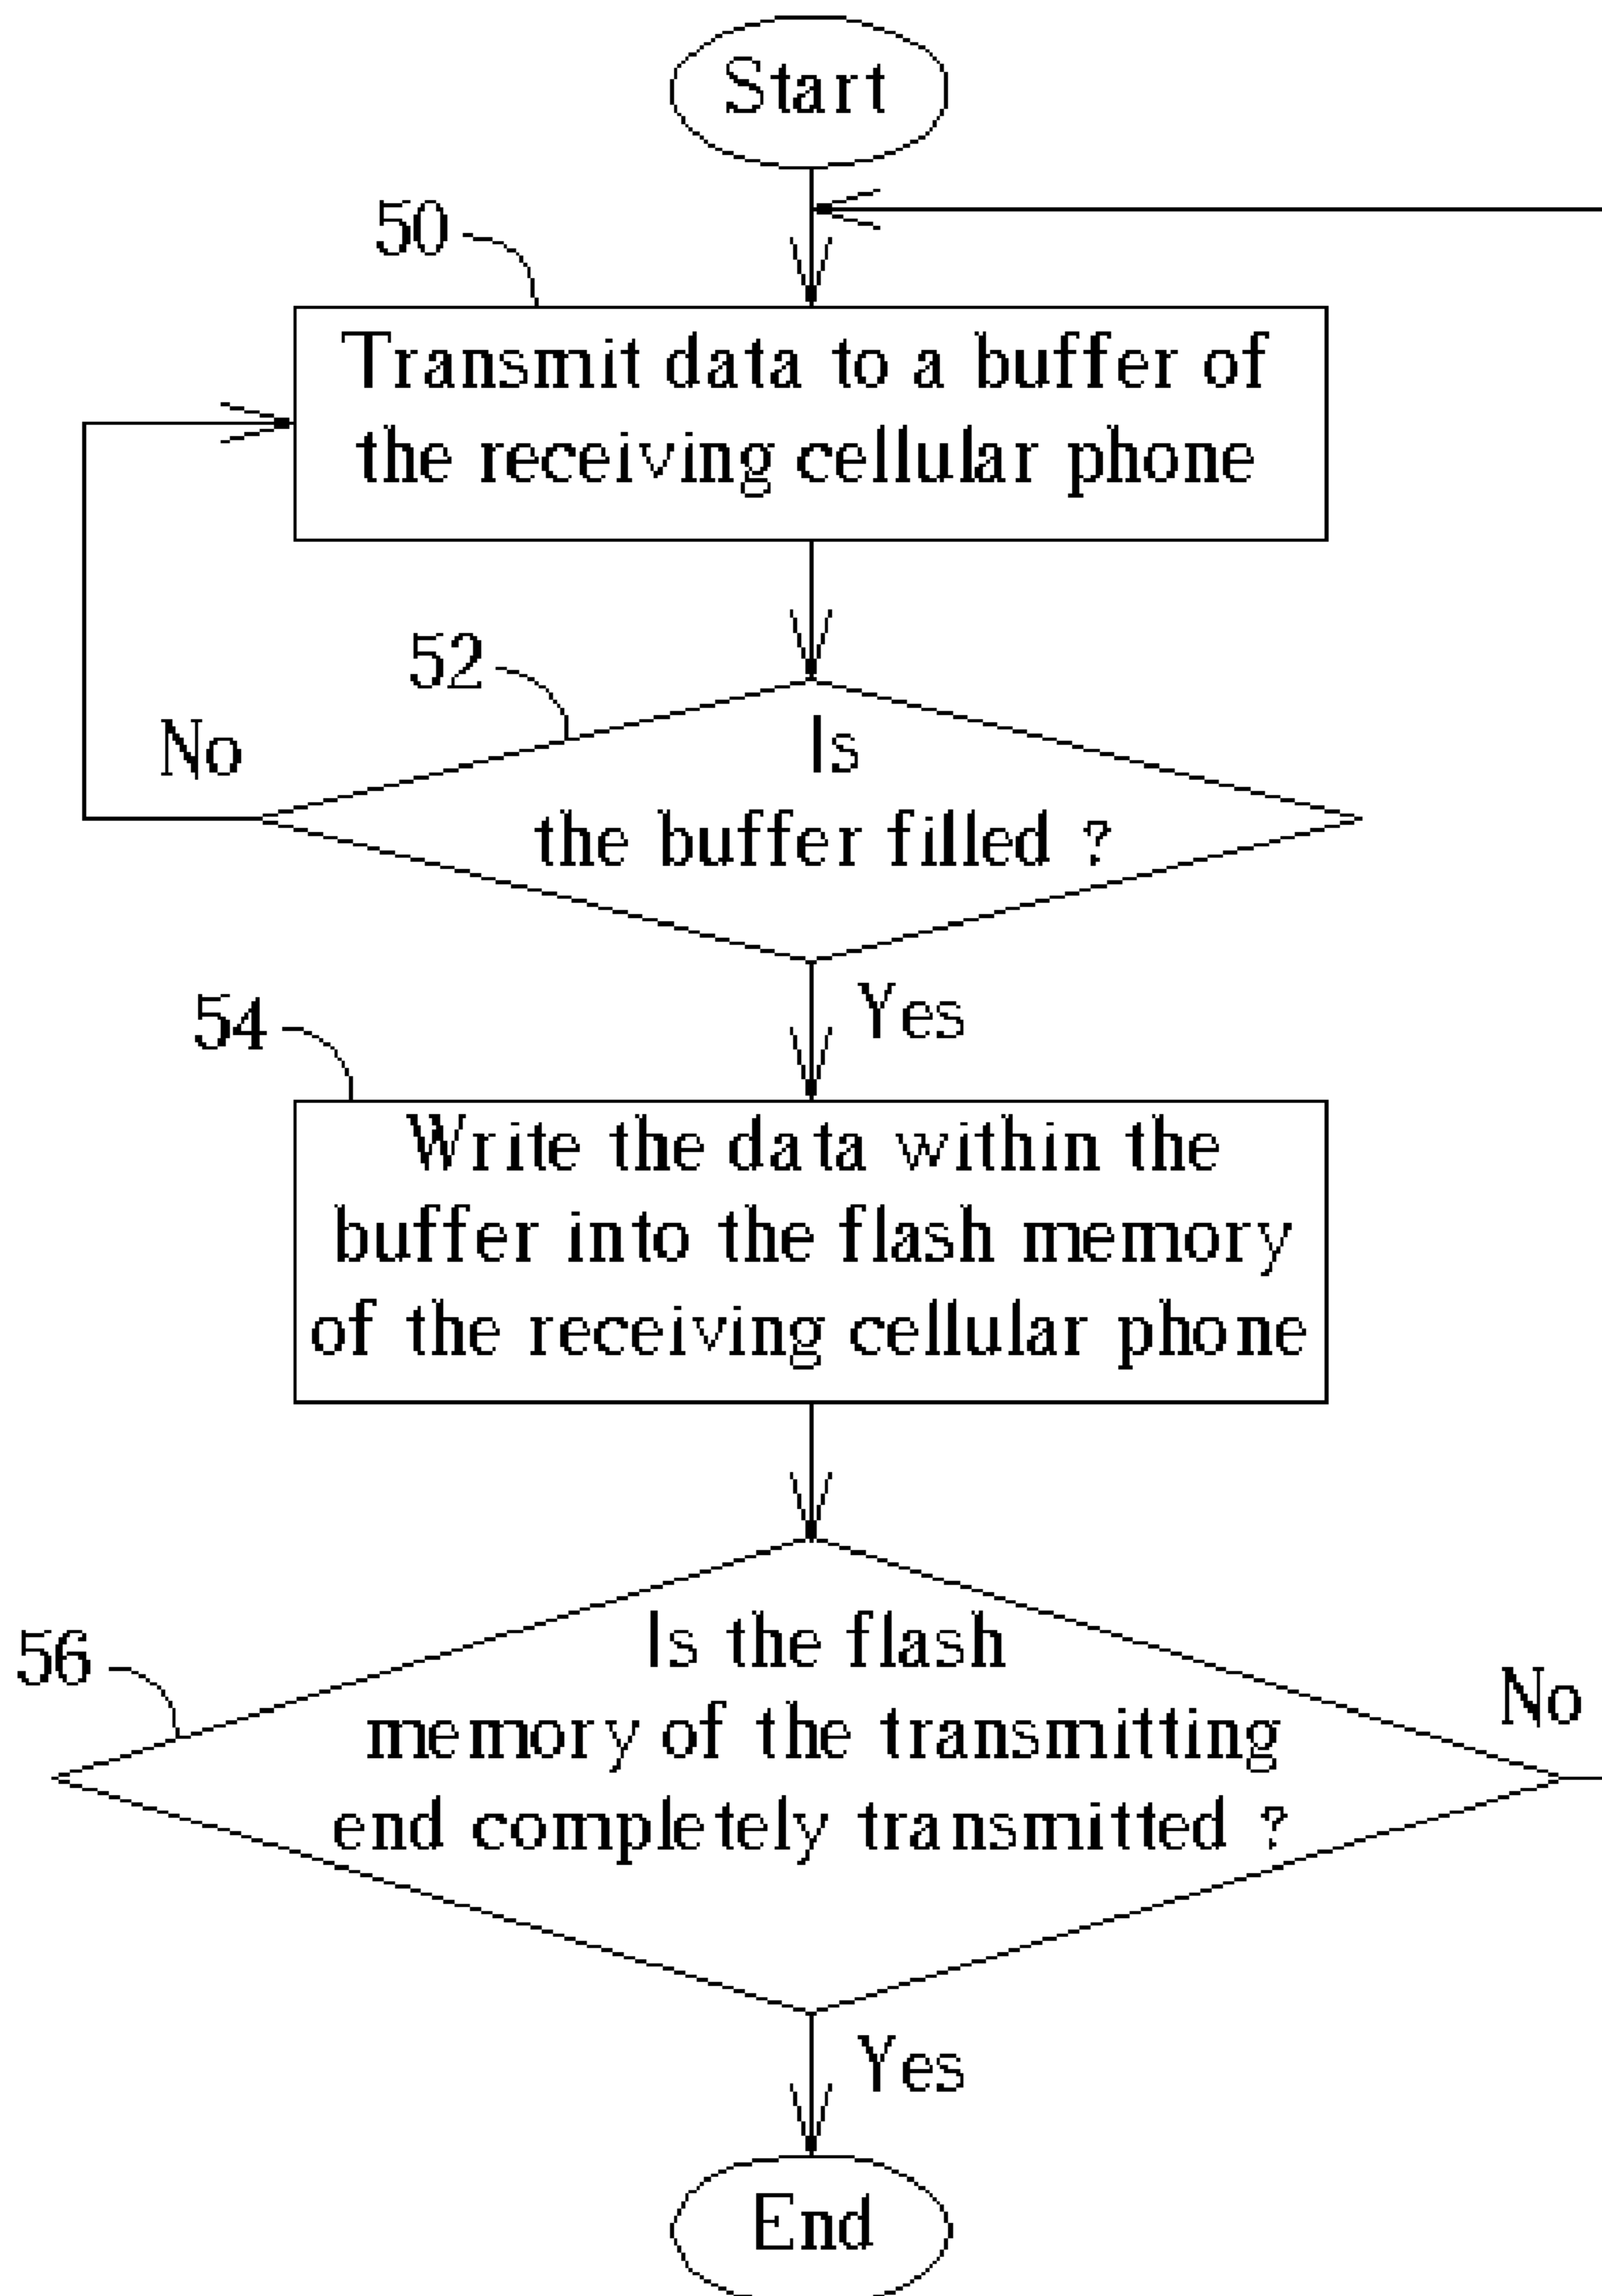 Start
50
Transmit data to a buffer of
the receiving cellular phone
52
No
Is
the buffer filled ?
Yes
54
Write the data within the
buffer into the flash memory
of the receiving cellular phone
56
Is the flash
memory of the transmitting
end completely transmitted ?
No
Yes
End